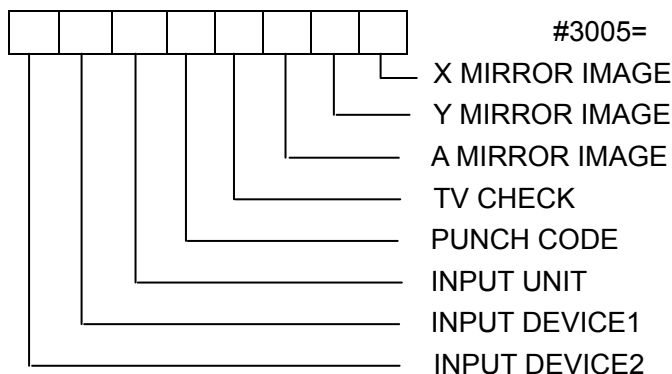 #3005=
X MIRROR IMAGE
Y MIRROR IMAGE
A MIRROR IMAGE
TV CHECK
PUNCH CODE
INPUT UNIT
INPUT DEVICE1
INPUT DEVICE2